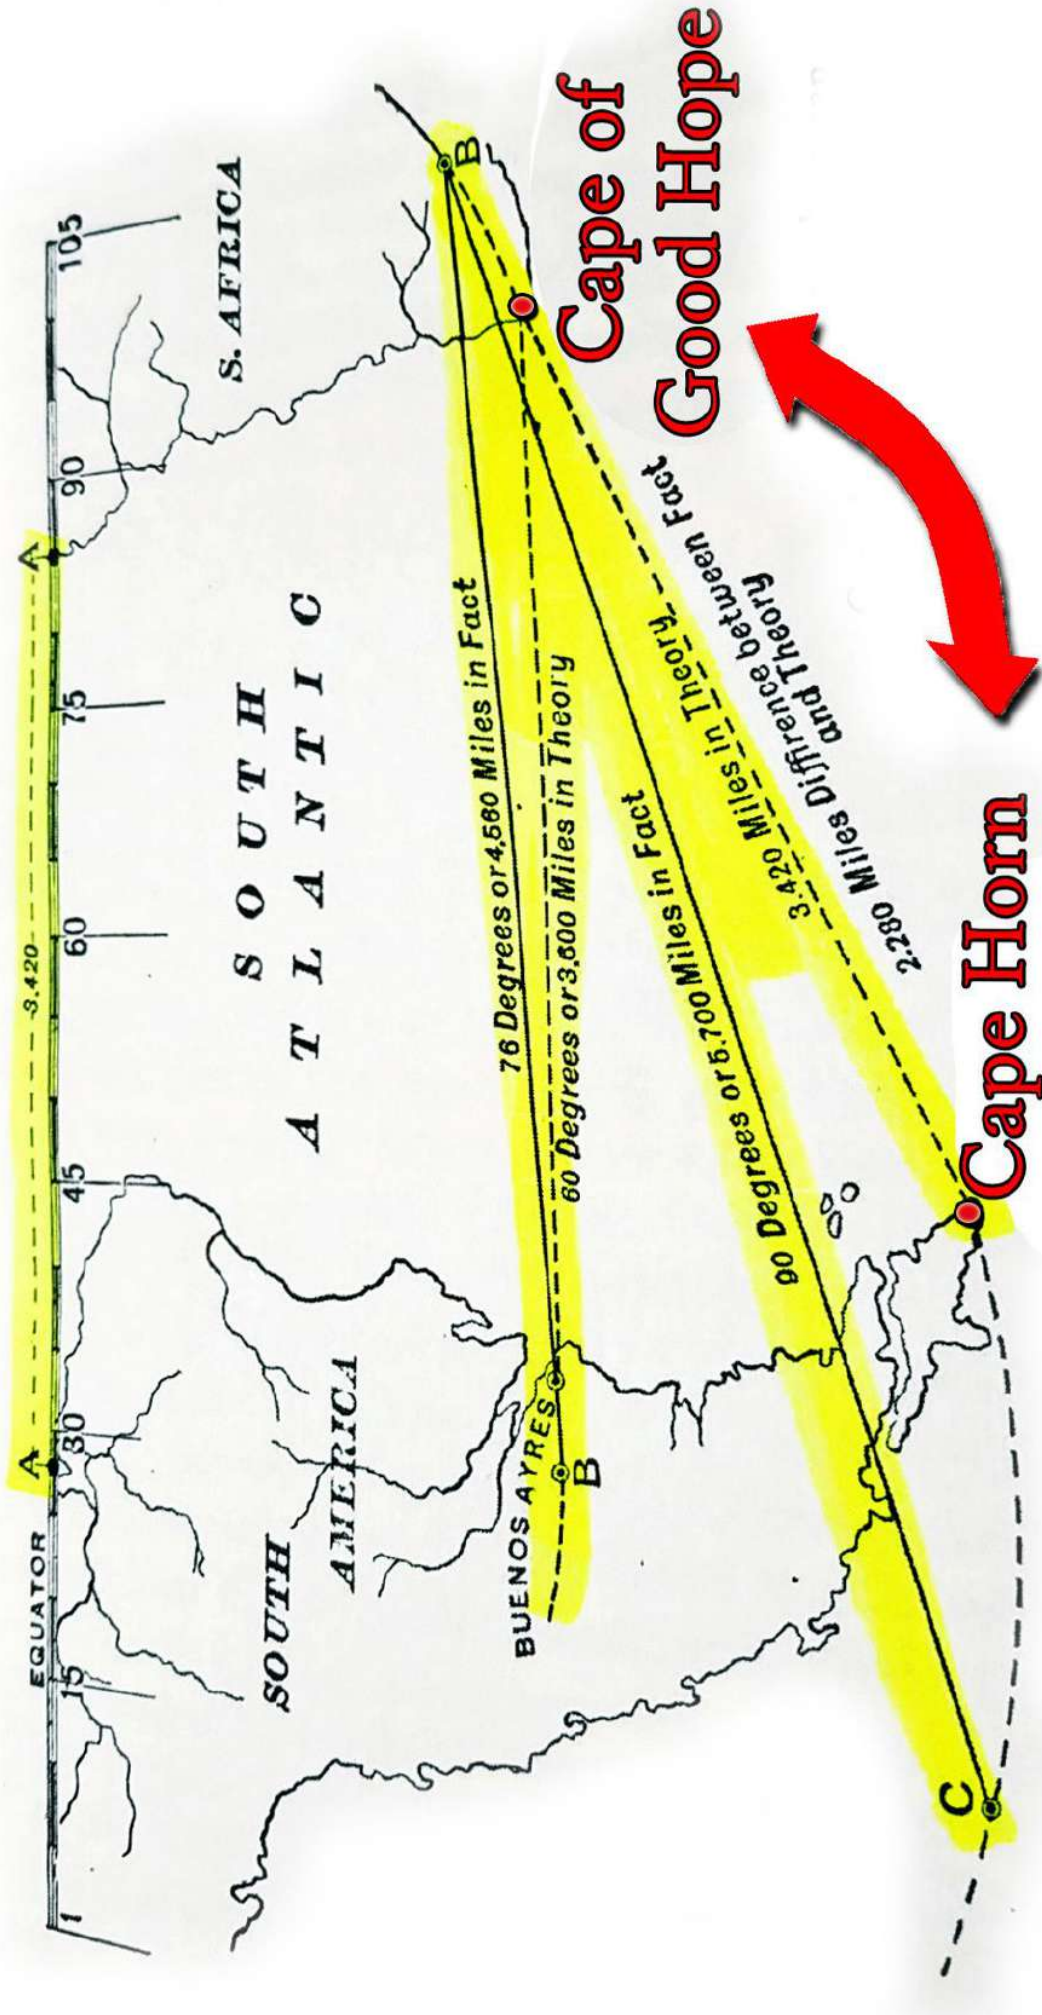 EQUATOR
A
3.420
A
1
15
30
45
60
75
90
105
SOUTH
ATLANTIC
S. AFRICA
SOUTH
AMERICA
BUENOS AYRES
B
B
76 Degrees or 4,560 Miles in Fact
60 Degrees or 3,600 Miles in Theory
90 Degrees or 5.700 Miles in Fact
3.420 Miles in Theory
2.280 Miles Diffirence between Fact
and Theory
C
Cape of
Good Hope
Cape Horn